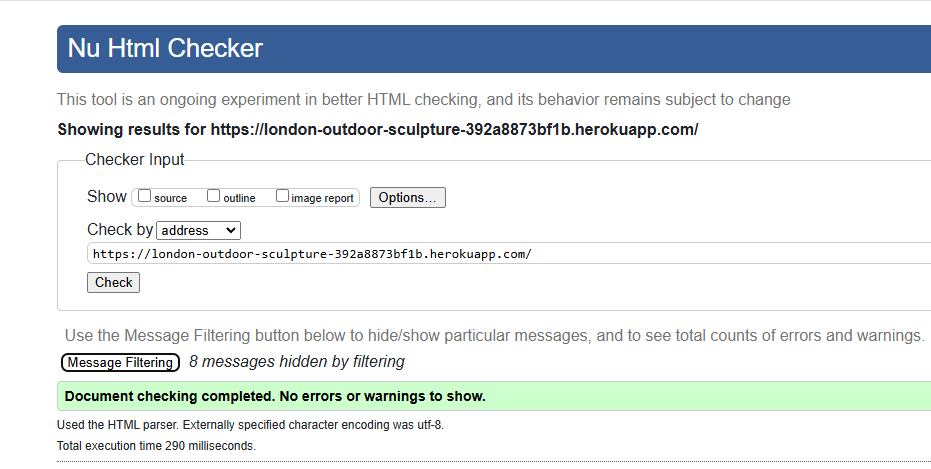 Nu Html Checker
This tool is an ongoing experiment in better HTML checking, and its behavior remains subject to change
Showing results for https://london-outdoor-sculpture-392a8873bf1b.herokuapp.com/
Checker Input
Show source outline image report Options...
Check by address
https://london-outdoor-sculpture-392a8873bf1b.herokuapp.com/
Check
Use the Message Filtering button below to hide/show particular messages, and to see total counts of errors and warnings.
Message Filtering 8 messages hidden by filtering
Document checking completed. No errors or warnings to show.
Used the HTML parser. Externally specified character encoding was utf-8.
Total execution time 290 milliseconds.